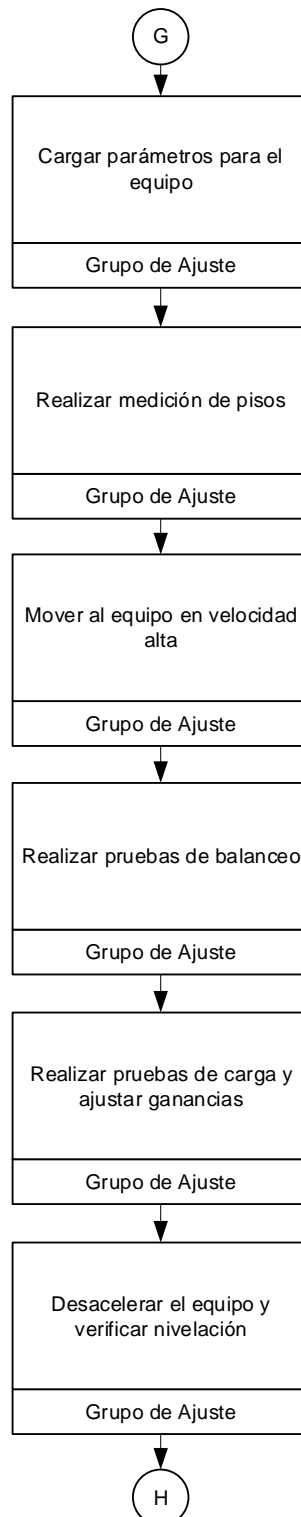 G
Cargar parámetros para el
equipo
Grupo de Ajuste
Realizar medición de pisos
Grupo de Ajuste
Mover al equipo en velocidad
alta
Grupo de Ajuste
Realizar pruebas de balanceo
Grupo de Ajuste
Realizar pruebas de carga y
ajustar ganancias
Grupo de Ajuste
Desacelerar el equipo y
verificar nivelación
Grupo de Ajuste
H